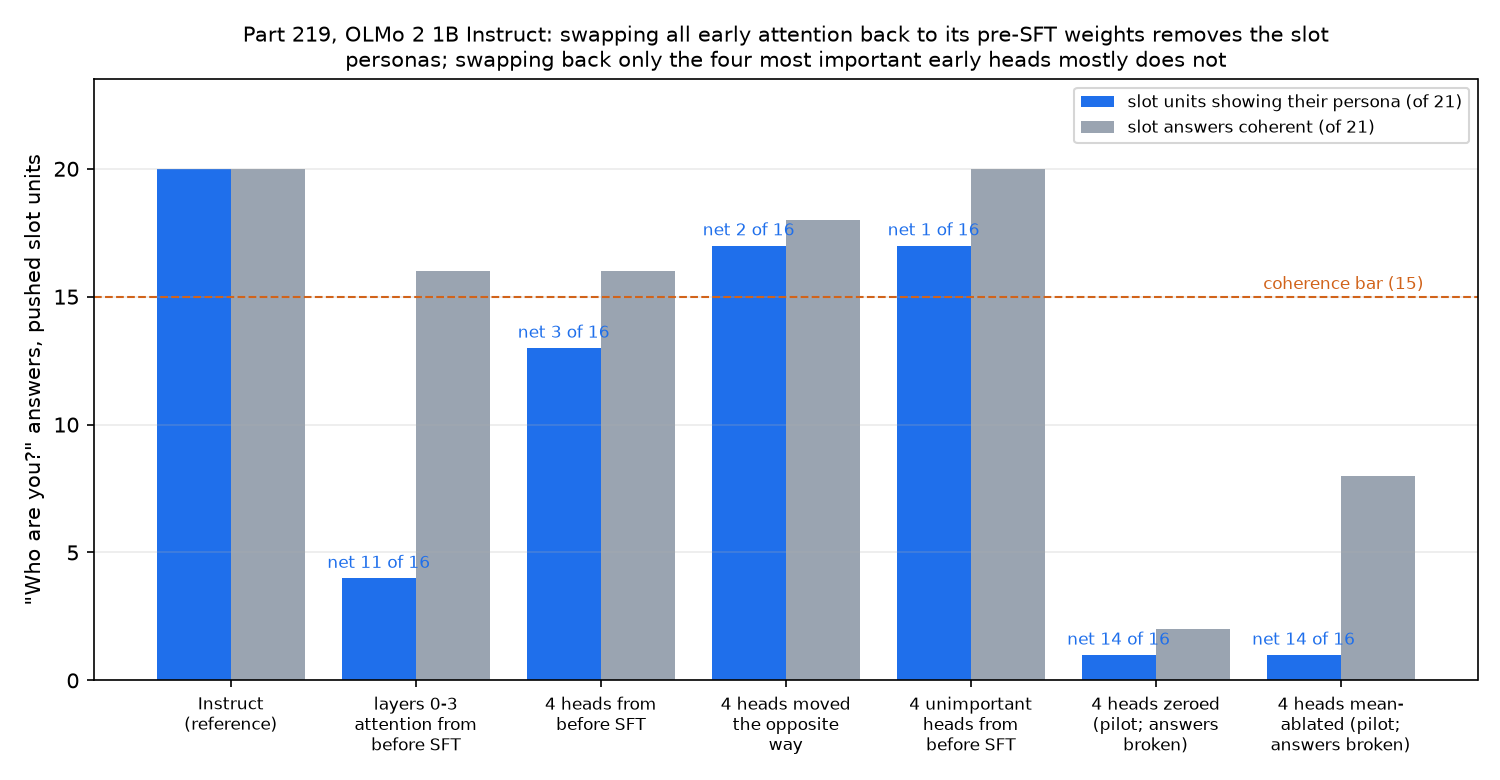 Part 219, OLMo 2 1B Instruct: swapping all early attention back to its pre-SFT weights removes the slot
personas; swapping back only the four most important early heads mostly does not
slot units showing their persona (of 21)
slot answers coherent (of 21)
"Who are you?" answers, pushed slot units
20
15
10
5
0
net 11 of 16
net 3 of 16
net 2 of 16
net 1 of 16
net 14 of 16
net 14 of 16
coherence bar (15)
Instruct
(reference)
layers 0-3
attention from
before SFT
4 heads from
before SFT
4 heads moved
the opposite
way
4 unimportant
heads from
before SFT
4 heads zeroed
(pilot; answers
broken)
4 heads mean-
ablated (pilot;
answers broken)